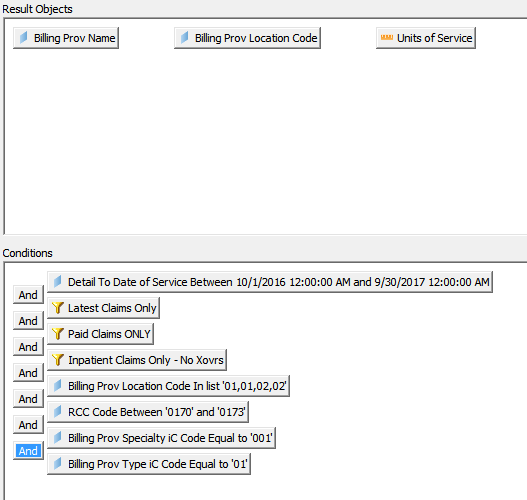 Result Objects
Billing Prov Name Billing Prov Location Code Units of Service
Conditions
Detail To Date of Service Between 10/1/2016 12:00:00 AM and 9/30/2017 12:00:00 AM
And
Latest Claims Only
And
Paid Claims ONLY
And
Inpatient Claims Only - No Xovrs
And
Billing Prov Location Code In list '01,01,02,02'
And
RCC Code Between '0170' and '0173'
And
Billing Prov Specialty iC Code Equal to '001'
And
Billing Prov Type iC Code Equal to '01'